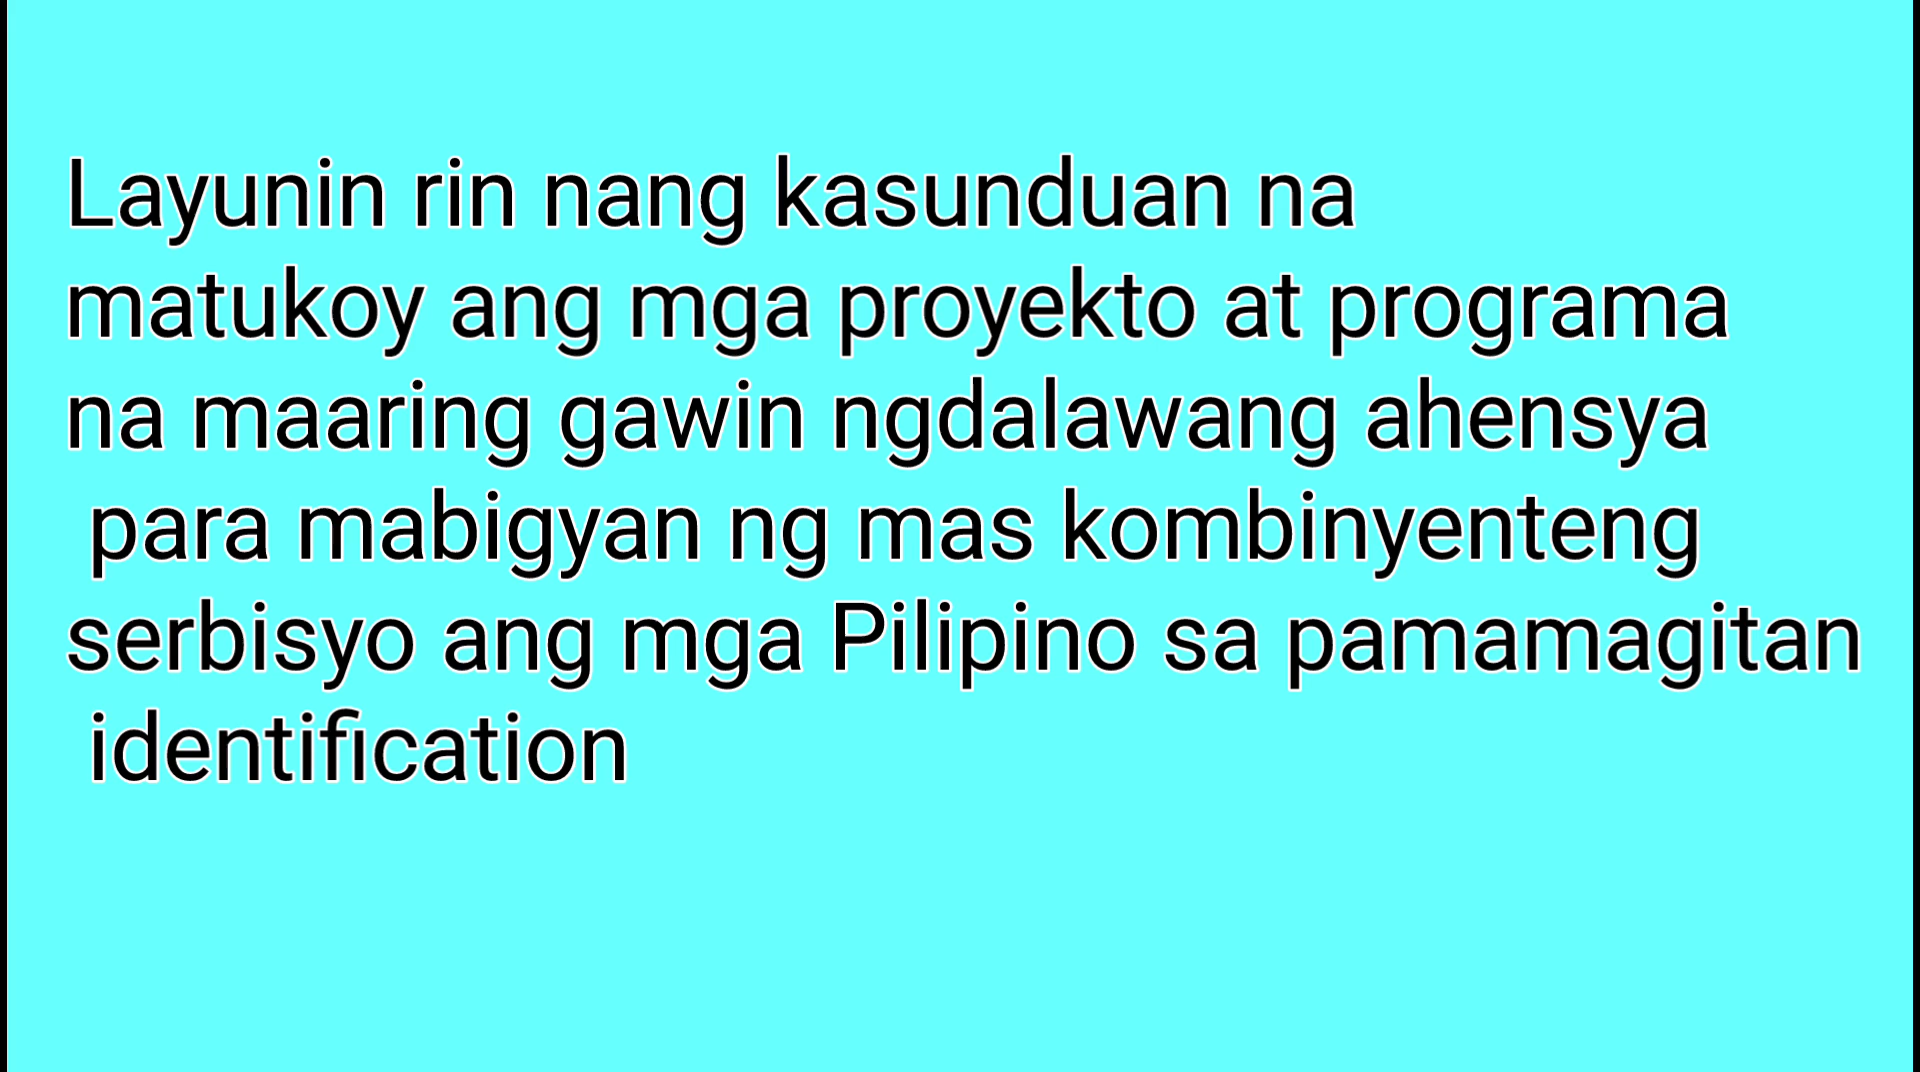 Layunin rin nang kasunduan na
matukoy ang mga proyekto at programa
na maaring gawin ngdalawang ahensya
para mabigyan ng mas kombinyenteng
serbisyo ang mga Pilipino sa pamamagitan
identification